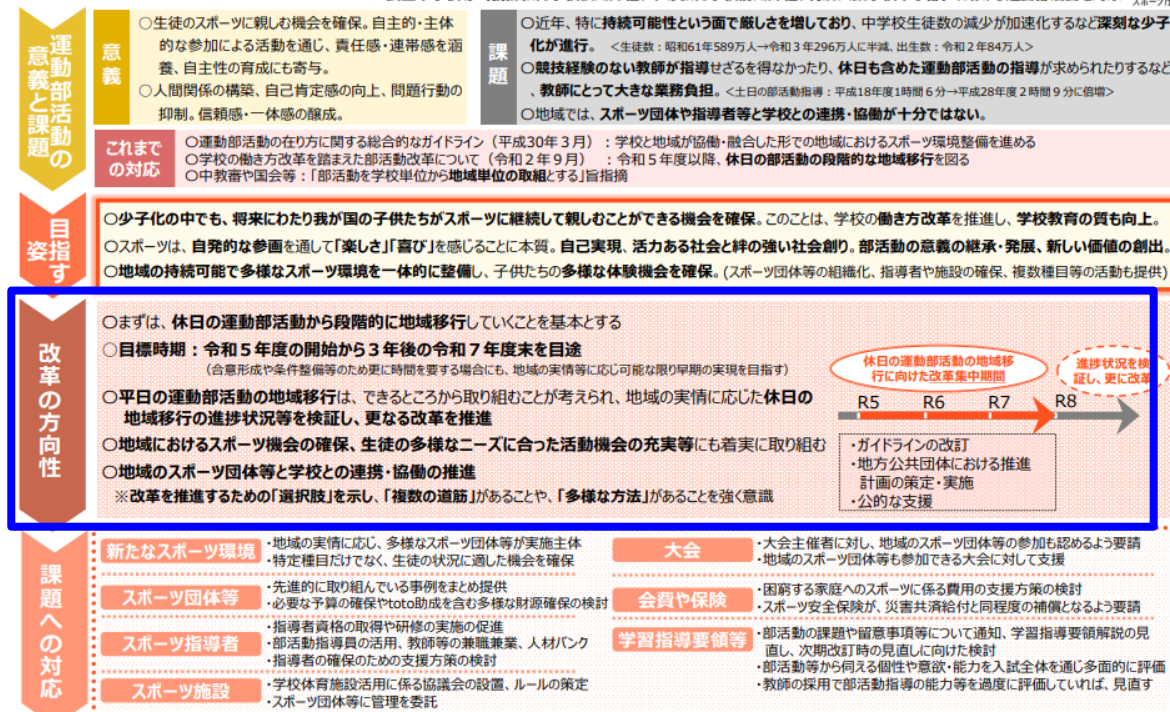 スポーツ庁
運動部活動の意義と課題
意義
〇生徒のスポーツに親しむ機会を確保。自主的・主体
的な参加による活動を通じ、責任感・連帯感を涵
養、自主性の育成にも寄与。
〇人間関係の構築、自己肯定感の向上、問題行動の
抑制。信頼感・一体感の醸成。
課題
〇近年、特に持続可能性という面で厳しさを増しており、中学校生徒数の減少が加速化するなど深刻な少子
化が進行。 <生徒数：昭和61年589万人→令和３年296万人に半減、出生数：令和２年84万人>
〇競技経験のない教師が指導せざるを得なかったり、休日も含めた運動部活動の指導が求められたりするなど
、教師にとって大きな業務負担。<土日の部活動指導：平成18年度1時間６分→平成28年度２時間９分に倍増>
〇地域では、スポーツ団体や指導者等と学校との連携・協働が十分ではない。
これまで
の対応
〇運動部活動の在り方に関する総合的なガイドライン（平成30年３月）：学校と地域が協働・融合した形での地域におけるスポーツ環境整備を進める
〇学校の働き方改革を踏まえた部活動改革について（令和２年９月）：令和５年度以降、休日の部活動の段階的な地域移行を図る
〇中教審や国会等：「部活動を学校単位から地域単位の取組とする」旨指摘
目指す姿
〇少子化の中でも、将来にわたり我が国の子供たちがスポーツに継続して親しむことができる機会を確保。このことは、学校の働き方改革を推進し、学校教育の質も向上。
〇スポーツは、自発的な参画を通して「楽しさ」「喜び」を感じることに本質。自己実現、活力ある社会と絆の強い社会創り。部活動の意義の継承・発展、新しい価値の創出。
〇地域の持続可能で多様なスポーツ環境を一体的に整備し、子供たちの多様な体験機会を確保。(スポーツ団体等の組織化、指導者や施設の確保、複数種目等の活動も提供)
改革の方向性
〇まずは、休日の運動部活動から段階的に地域移行していくことを基本とする
〇目標時期：令和５年度の開始から３年後の令和７年度末を目途
（合意形成や条件整備等のため更に時間を要する場合にも、地域の実情等に応じ可能な限り早期の実現を目指す）
〇平日の運動部活動の地域移行は、できるところから取り組むことが考えられ、地域の実情に応じた休日の
地域移行の進捗状況等を検証し、更なる改革を推進
〇地域におけるスポーツ機会の確保、生徒の多様なニーズに合った活動機会の充実等にも着実に取り組む
〇地域のスポーツ団体等と学校との連携・協働の推進
※改革を推進するための「選択肢」を示し、「複数の道筋」があることや、「多様な方法」があることを強く意識
休日の運動部活動の地域移
行に向けた改革集中期間
進捗状況を検
証し、更に改革
R5 R6 R7 R8
・ガイドラインの改訂
・地方公共団体における推進
計画の策定・実施
・公的な支援
課題への対応
新たなスポーツ環境
・地域の実情に応じ、多様なスポーツ団体等が実施主体
・特定種目だけでなく、生徒の状況に適した機会を確保
スポーツ団体等
・先進的に取り組んでいる事例をまとめ提供
・必要な予算の確保やtoto助成を含む多様な財源確保の検討
スポーツ指導者
・指導者資格の取得や研修の実施の促進
・部活動指導員の活用、教師等の兼職兼業、人材バンク
・指導者の確保のための支援方策の検討
スポーツ施設
・学校体育施設活用に係る協議会の設置、ルールの策定
・スポーツ団体等に管理を委託
大会
・大会主催者に対し、地域のスポーツ団体等の参加も認めるよう要請
・地域のスポーツ団体等も参加できる大会に対して支援
会費や保険
・困窮する家庭へのスポーツに係る費用の支援方策の検討
・スポーツ安全保険が、災害共済給付と同程度の補償となるよう要請
学習指導要領等
・部活動の課題や留意事項等について通知、学習指導要領解説の見
直し、次期改訂時の見直しに向けた検討
・部活動等から伺える個性や意欲・能力を入試全体を通じ多面的に評価
・教師の採用で部活動指導の能力等を過度に評価していれば、見直す